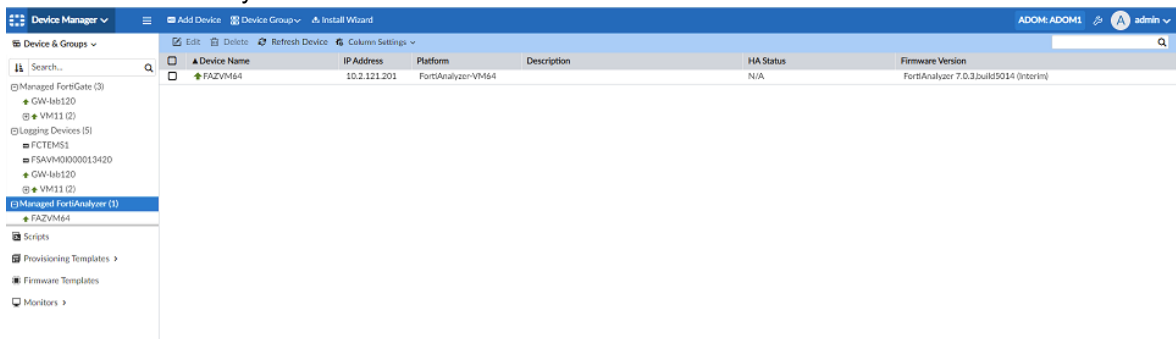 Device Manager
Add Device Device Group Install Wizard
ADOM: ADOM1 A admin
Device & Groups
Edit Delete Refresh Device Column Settings
Search...
Device Name IP Address Platform Description HA Status Firmware Version
FAZVM64 10.2.121.201 FortiAnalyzer-VM64 N/A FortiAnalyzer 7.0.3,build5014 (Interim)
Managed FortiGate (3)
GW-lab120
VM11 (2)
Logging Devices (5)
FCTEMS1
FSAVM0I000013420
GW-lab120
VM11 (2)
Managed FortiAnalyzer (1)
FAZVM64
Scripts
Provisioning Templates
Firmware Templates
Monitors